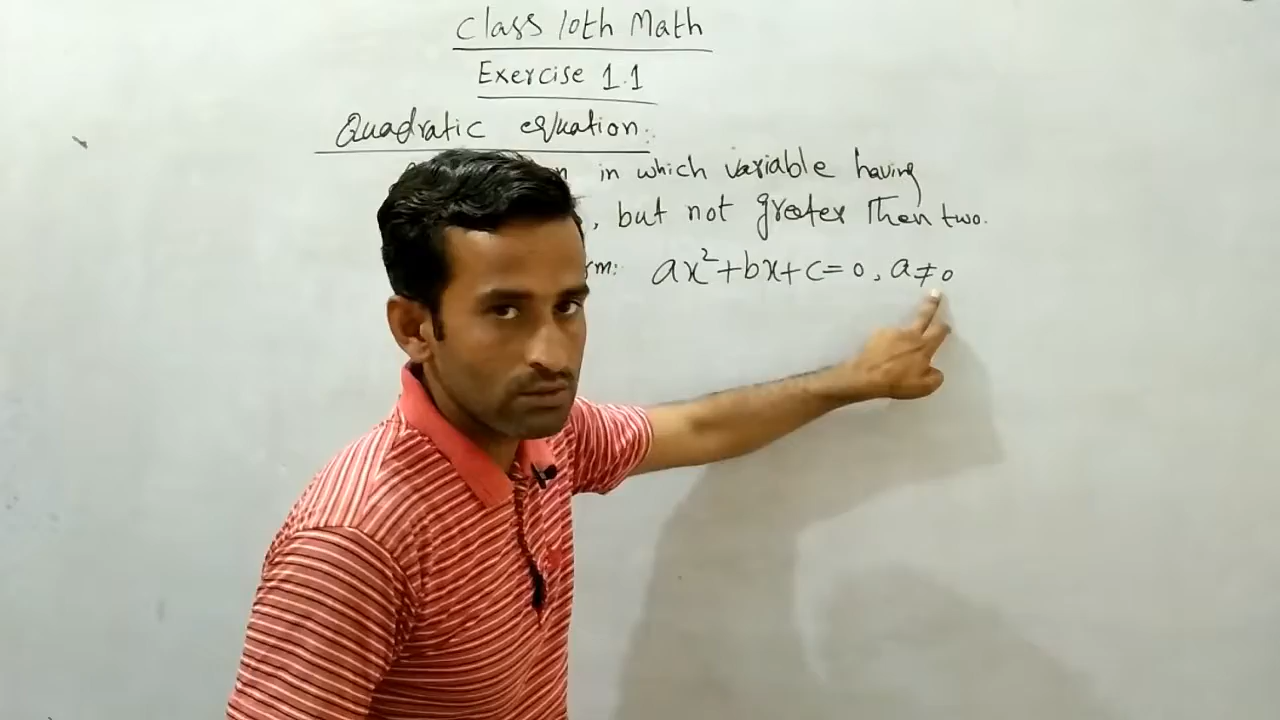 Class 10th Math
Exercise 1.1
Quadratic equation:
in which variable having
, but not greater then two.
ax²+bx+c=0, a≠0